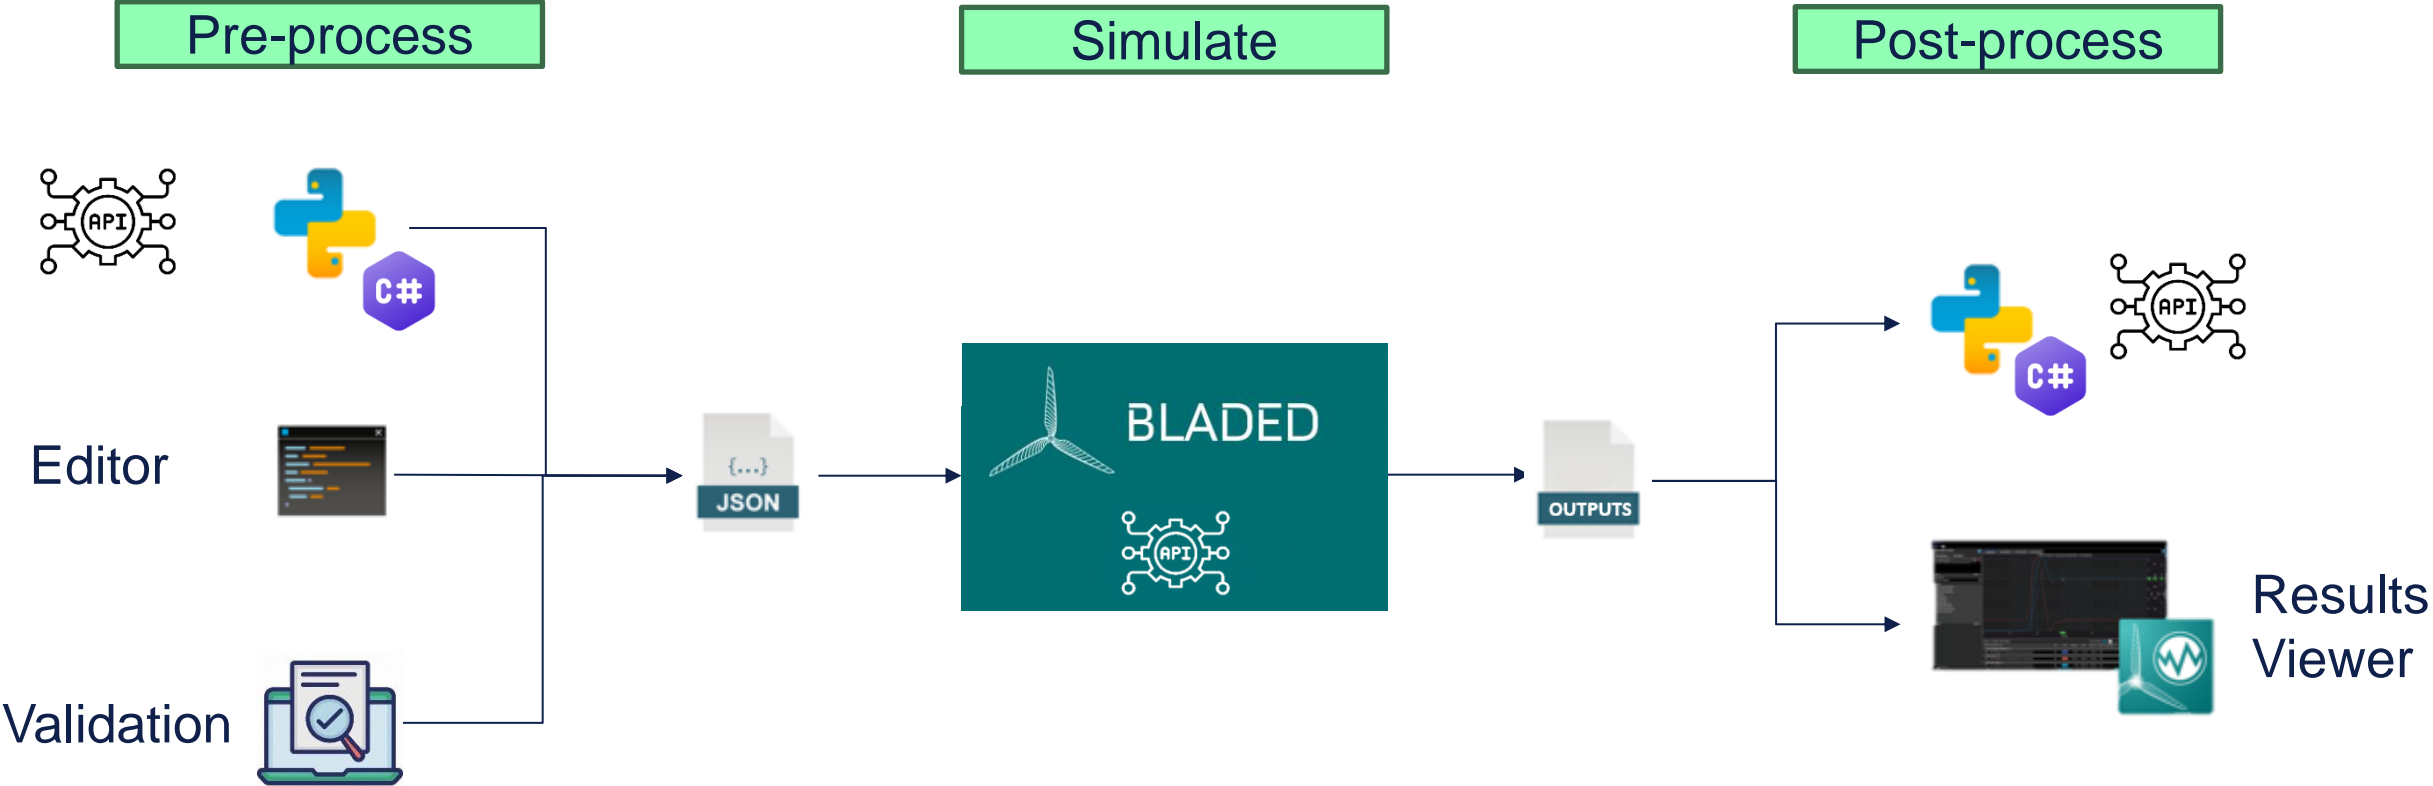 Pre-process
Simulate
Post-process
API
C#
API
C#
Editor
{...}
JSON
BLADED
API
OUTPUTS
Results
Viewer
Validation